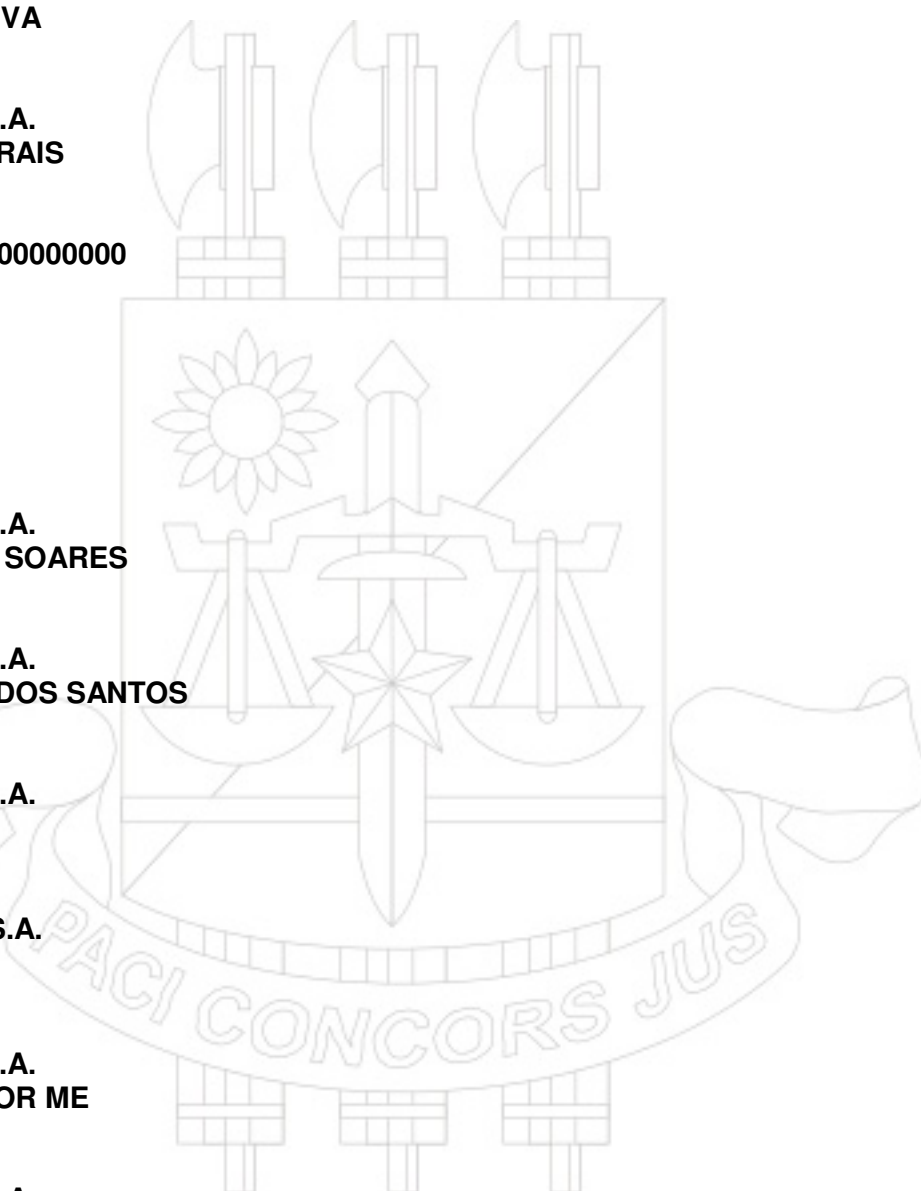 VA
.A.
RAIS
00000000
.A.
SOARES
.A.
DOS SANTOS
.A.
S.A.
PACI CONCORS JUS
.A.
OR ME